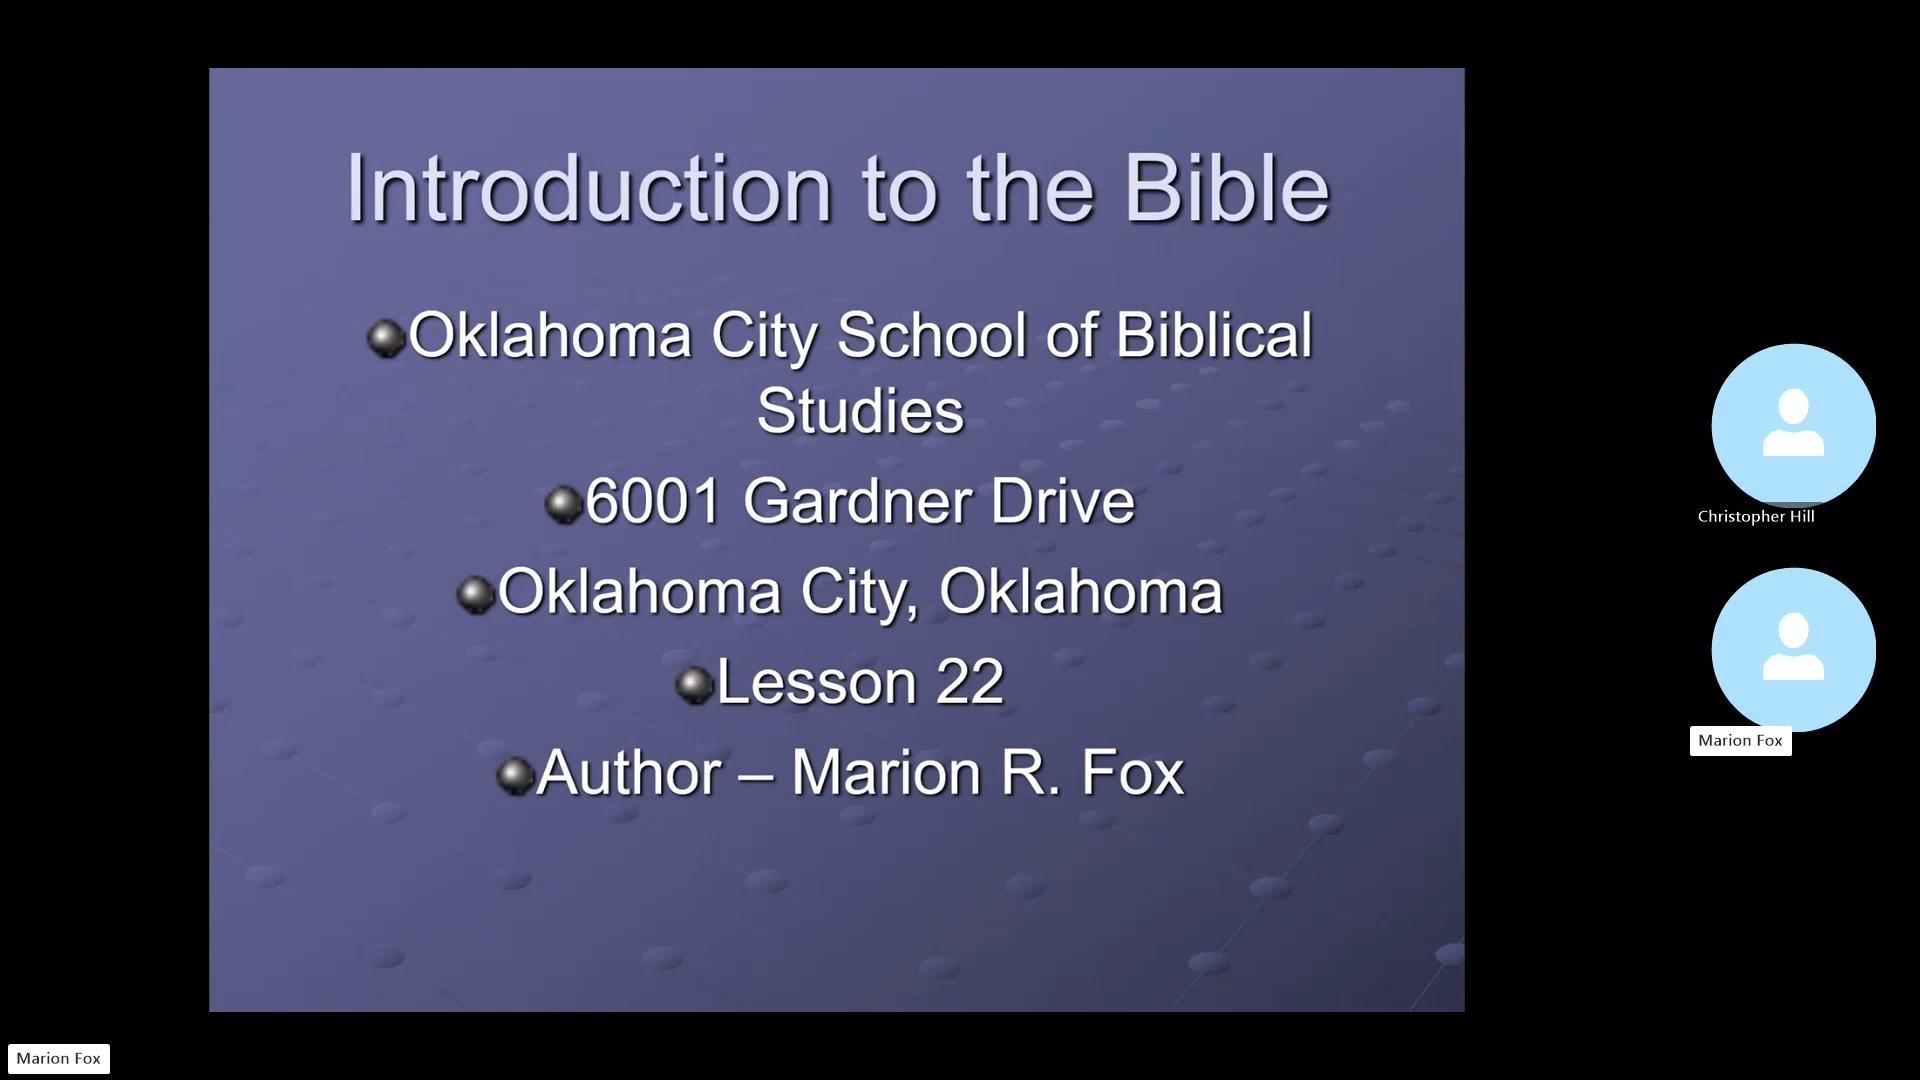 Introduction to the Bible
Oklahoma City School of Biblical
Studies
6001 Gardner Drive
Oklahoma City, Oklahoma
Lesson 22
Author – Marion R. Fox
Christopher Hill
Marion Fox
Marion Fox